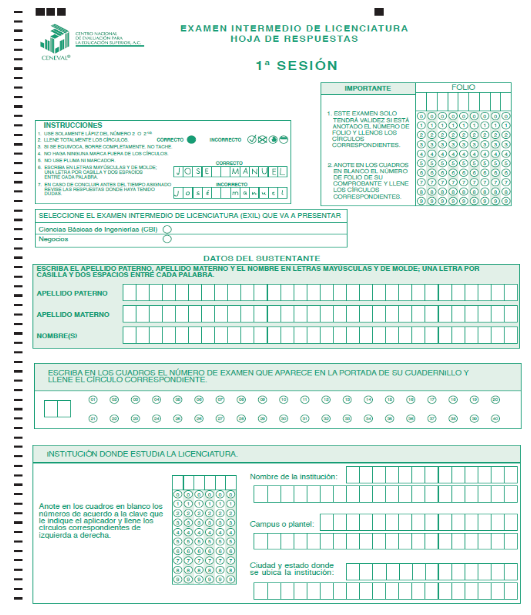 CENTRO NACIONAL
DE EVALUACIÓN PARA
LA EDUCACIÓN SUPERIOR, A.C.
CENEVAL®
EXAMEN INTERMEDIO DE LICENCIATURA
HOJA DE RESPUESTAS
1ª SESIÓN
IMPORTANTE
FOLIO
1. ESTE EXAMEN SOLO
TENDRÁ VALIDEZ SI ESTÁ
ANOTADO EL NÚMERO DE
FOLIO Y LLENOS LOS
CÍRCULOS
CORRESPONDIENTES.
2. ANOTE EN LOS CUADROS
EN BLANCO EL NÚMERO
DE FOLIO DE SU
COMPROBANTE Y LLENE
LOS CÍRCULOS
CORRESPONDIENTES.
INSTRUCCIONES
1. USE SOLAMENTE LÁPIZ DEL NÚMERO 2 O 2½
2. LLENE TOTALMENTE LOS CÍRCULOS. CORRECTO INCORRECTO
3. SI SE EQUIVOCA, BORRE COMPLETAMENTE, NO TACHE.
4. NO HAGA NINGUNA MARCA FUERA DE LOS CÍRCULOS.
5. NO USE PLUMA NI MARCADOR.
6. ESCRIBA EN LETRAS MAYÚSCULAS Y DE MOLDE;
UNA LETRA POR CASILLA Y DOS ESPACIOS
ENTRE CADA PALABRA.
CORRECTO
JOSE MANUEL
7. EN CASO DE CONCLUIR ANTES DEL TIEMPO ASIGNADO
REVISE LAS RESPUESTAS DONDE HAYA TENIDO
DUDAS.
INCORRECTO
José manuel
SELECCIONE EL EXAMEN INTERMEDIO DE LICENCIATURA (EXIL) QUE VA A PRESENTAR
Ciencias Básicas de Ingenierías (CBI)
Negocios
DATOS DEL SUSTENTANTE
ESCRIBA EL APELLIDO PATERNO, APELLIDO MATERNO Y EL NOMBRE EN LETRAS MAYÚSCULAS Y DE MOLDE; UNA LETRA POR
CASILLA Y DOS ESPACIOS ENTRE CADA PALABRA.
APELLIDO PATERNO
APELLIDO MATERNO
NOMBRE(S)
ESCRIBA EN LOS CUADROS EL NÚMERO DE EXAMEN QUE APARECE EN LA PORTADA DE SU CUADERNILLO Y
LLENE EL CÍRCULO CORRESPONDIENTE.
01 02 03 04 05 06 07 08 09 10 11 12 13 14 15 16 17 18 19 20
21 22 23 24 25 26 27 28 29 30 31 32 33 34 35 36 37 38 39 40
INSTITUCIÓN DONDE ESTUDIA LA LICENCIATURA.
Anote en los cuadros en blanco los
números de acuerdo a la clave que
le indique el aplicador y llene los
círculos correspondientes de
izquierda a derecha.
Nombre de la institución:
Campus o plantel:
Ciudad y estado donde
se ubica la institución: